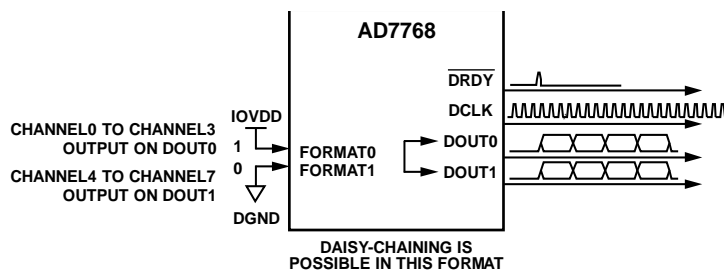 AD7768
DRDY
DCLK
IOVDD
CHANNEL0 TO CHANNEL3
OUTPUT ON DOUT0
1
0
FORMAT0
FORMAT1
DOUT0
DOUT1
CHANNEL4 TO CHANNEL7
OUTPUT ON DOUT1
DGND
DAISY-CHAINING IS
POSSIBLE IN THIS FORMAT